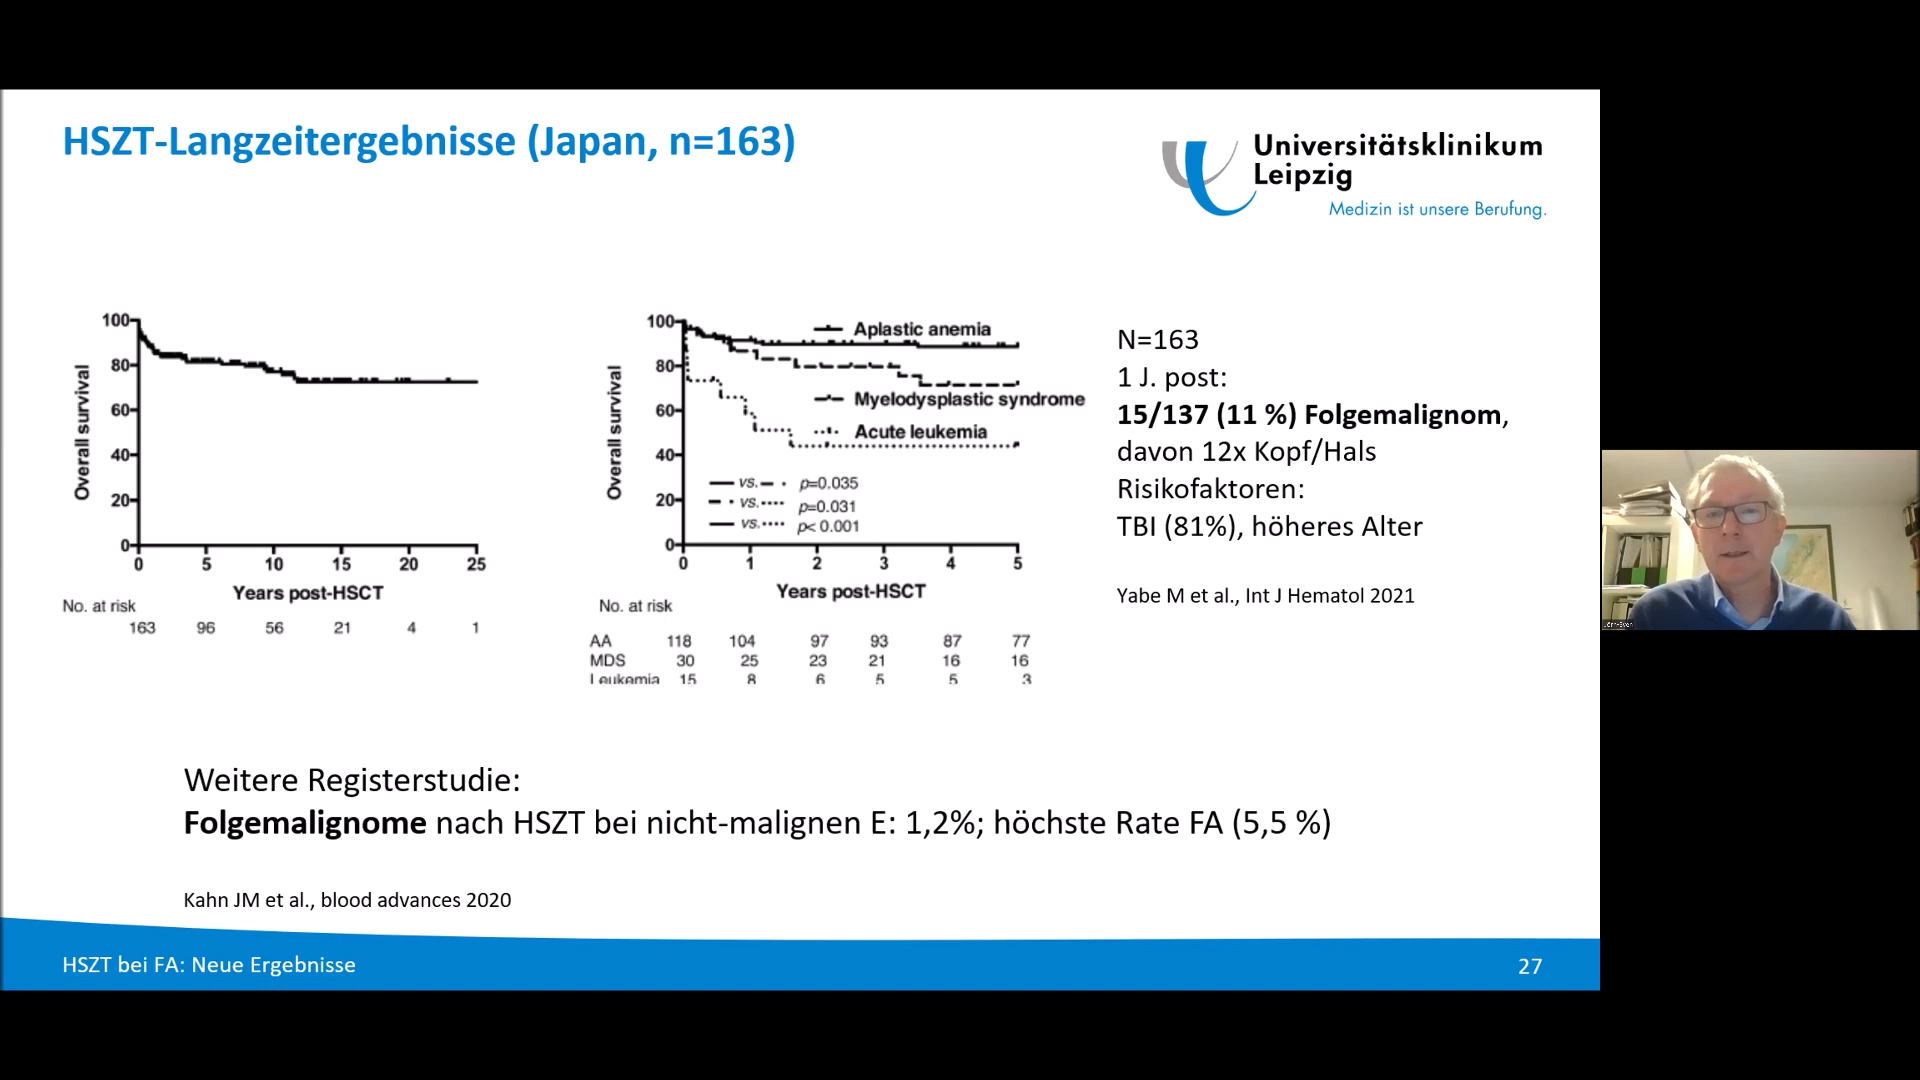 HSZT-Langzeitergebnisse (Japan, n=163)
Universitätsklinikum
Leipzig
Medizin ist unsere Berufung.
Overall survival
100
80
60
40
20
0
0 5 10 15 20 25
Years post-HSCT
No. at risk
163 96 56 21 4 1
Overall survival
100
80
60
40
20
0
Aplastic anemia
Myelodysplastic syndrome
Acute leukemia
vs. p=0.035
vs. p=0.031
vs. p< 0.001
0 1 2 3 4 5
Years post-HSCT
No. at risk
AA 118 104 97 93 87 77
MDS 30 25 23 21 16 16
Leukemia 15 8 6 5 5 3
N=163
1 J. post:
15/137 (11 %) Folgemalignom,
davon 12x Kopf/Hals
Risikofaktoren:
TBI (81%), höheres Alter
Yabe M et al., Int J Hematol 2021
Weitere Registerstudie:
Folgemalignome nach HSZT bei nicht-malignen E: 1,2%; höchste Rate FA (5,5 %)
Kahn JM et al., blood advances 2020
HSZT bei FA: Neue Ergebnisse
27